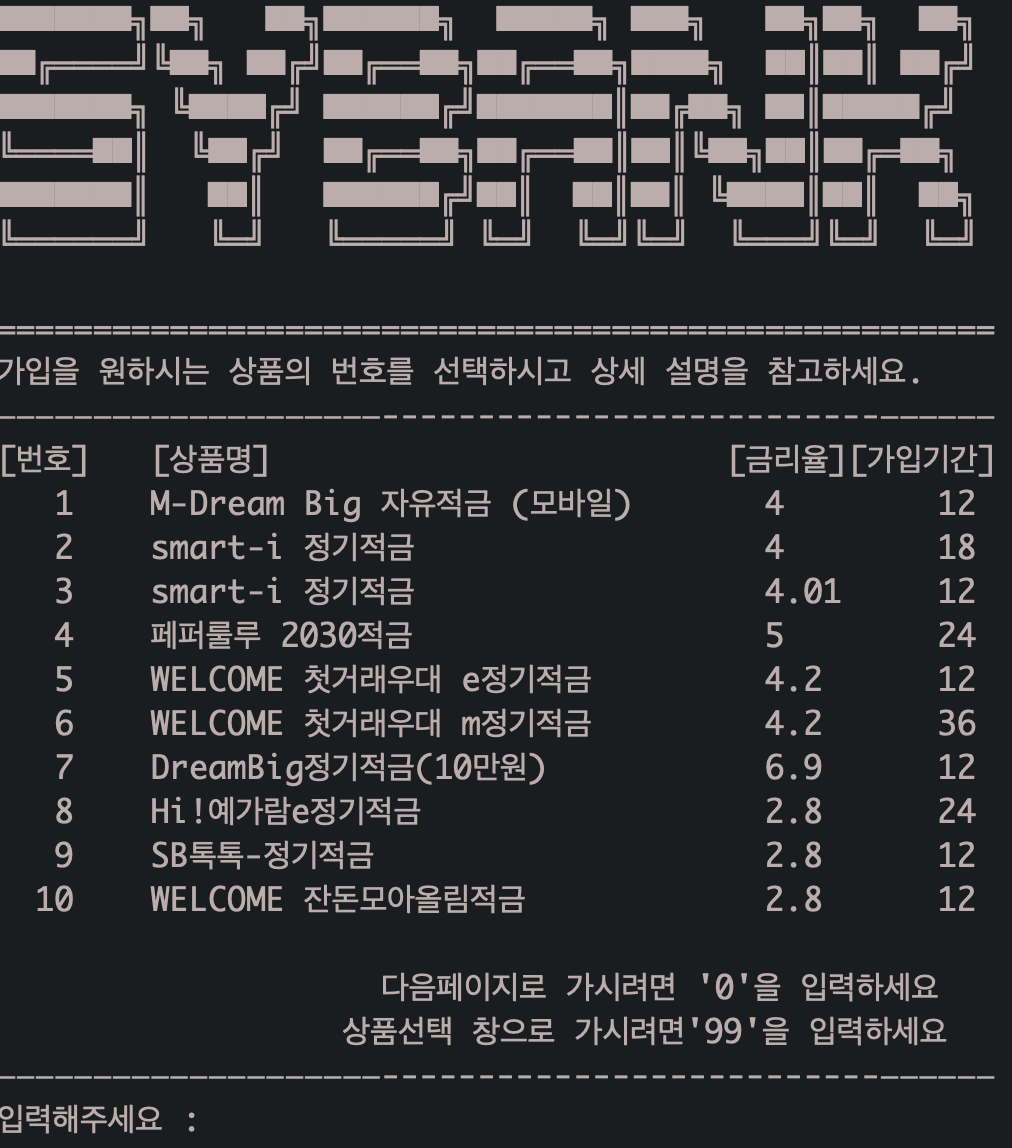 SYBANK
가입을 원하시는 상품의 번호를 선택하시고 상세 설명을 참고하세요.
[번호] [상품명] [금리율][가입기간]
1 M-Dream Big 자유적금 (모바일) 4 12
2 smart-i 정기적금 4 18
3 smart-i 정기적금 4.01 12
4 페퍼룰루 2030적금 5 24
5 WELCOME 첫거래우대 e정기적금 4.2 12
6 WELCOME 첫거래우대 m정기적금 4.2 36
7 DreamBig정기적금(10만원) 6.9 12
8 Hi!예가람e정기적금 2.8 24
9 SB톡톡-정기적금 2.8 12
10 WELCOME 잔돈모아올림적금 2.8 12
다음페이지로 가시려면 '0'을 입력하세요
상품선택 창으로 가시려면'99'을 입력하세요
입력해주세요 :